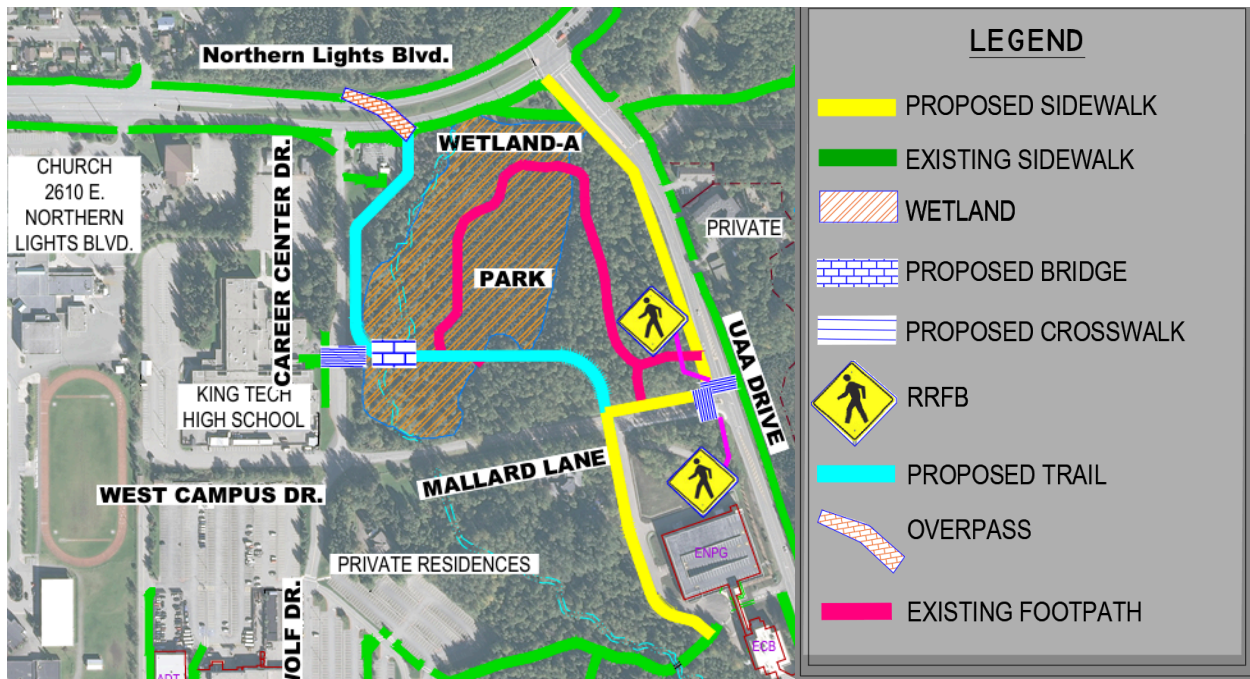 Northern Lights Blvd.
CHURCH
2610 E.
NORTHERN
LIGHTS BLVD.
CAREER CENTER DR.
WETLAND-A
PARK
PRIVATE
UAA DRIVE
KING TECH
HIGH SCHOOL
MALLARD LANE
WEST CAMPUS DR.
PRIVATE RESIDENCES
ENPG
ECB
WOLF DR.
ART
LEGEND
PROPOSED SIDEWALK
EXISTING SIDEWALK
WETLAND
PROPOSED BRIDGE
PROPOSED CROSSWALK
RRFB
PROPOSED TRAIL
OVERPASS
EXISTING FOOTPATH